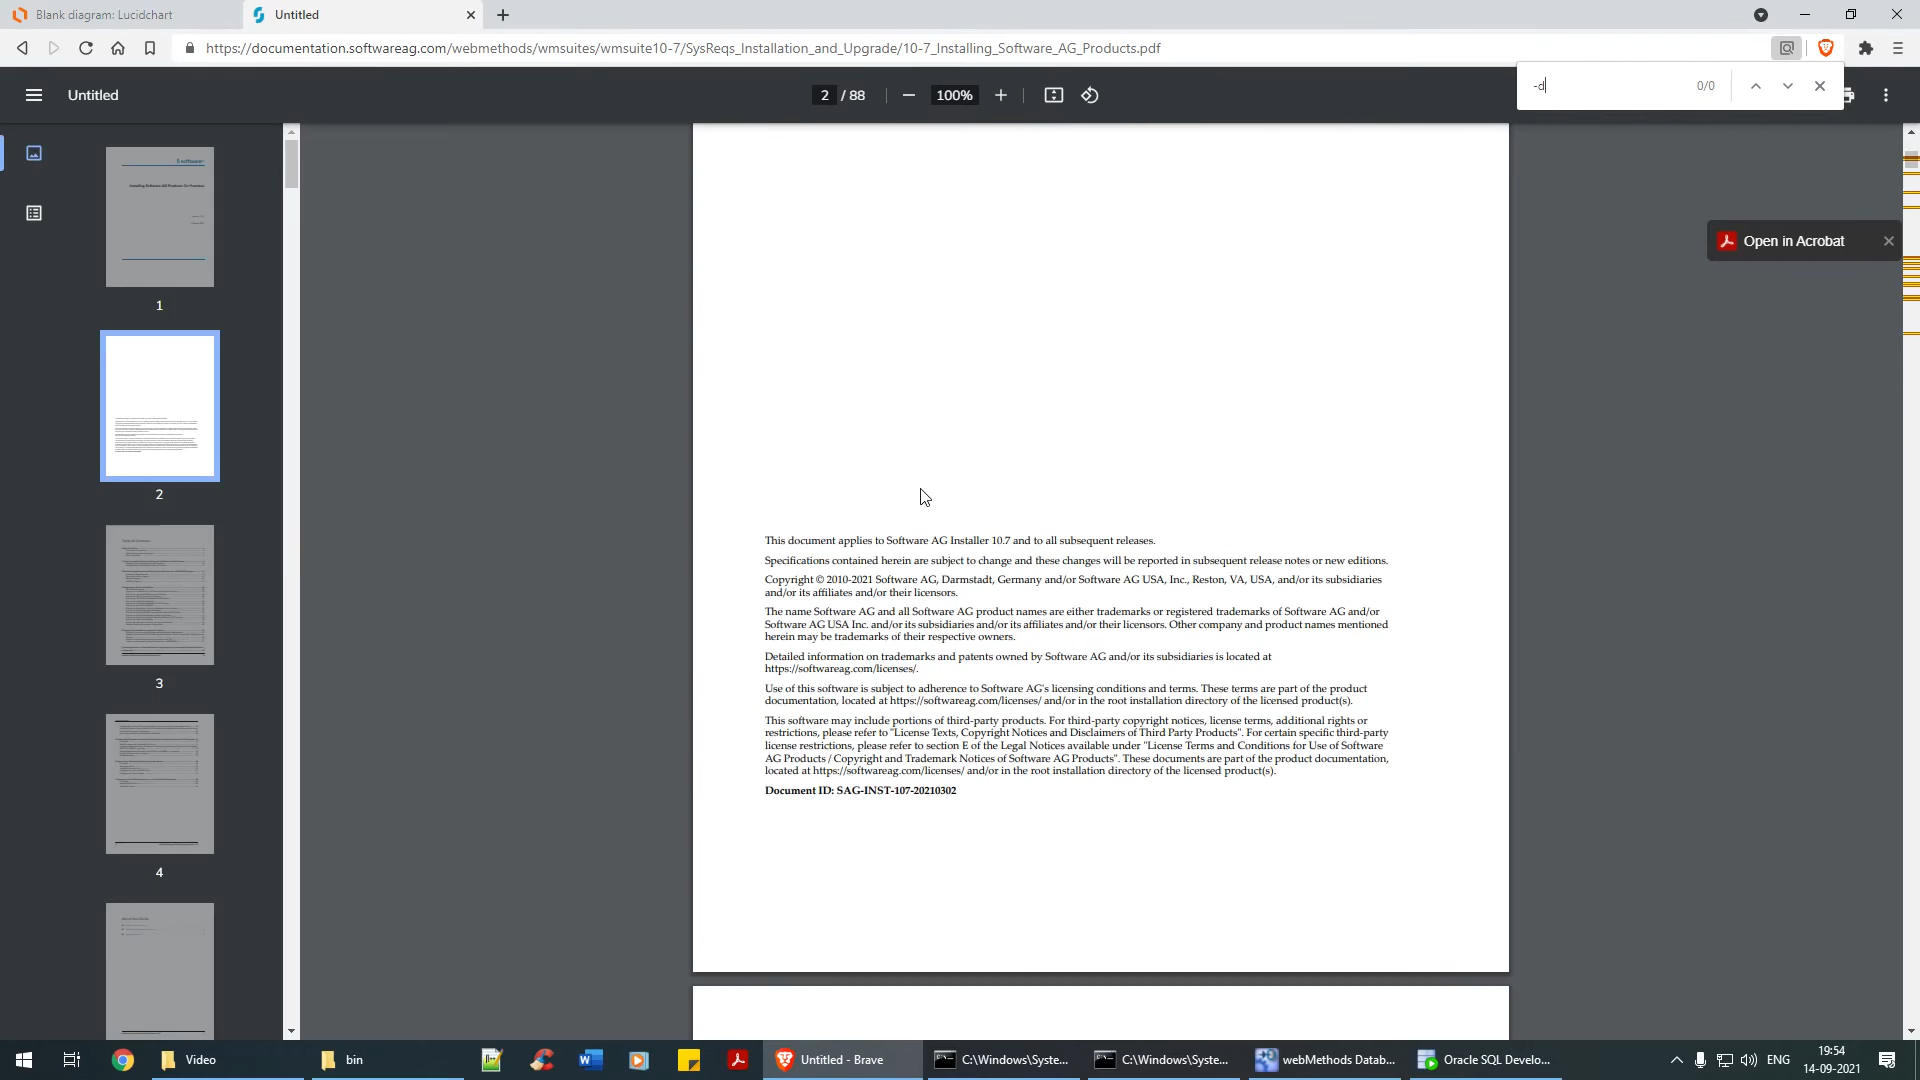 Blank diagram: Lucidchart
Untitled
https://documentation.softwareag.com/webmethods/wmsuites/wmsuite10-7/SysReqs_Installation_and_Upgrade/10-7_Installing_Software_AG_Products.pdf
-d
0/0
Untitled
2 / 88
100%
Open in Acrobat
1
2
3
4
This document applies to Software AG Installer 10.7 and to all subsequent releases.
Specifications contained herein are subject to change and these changes will be reported in subsequent release notes or new editions.
Copyright © 2010-2021 Software AG, Darmstadt, Germany and/or Software AG USA, Inc., Reston, VA, USA, and/or its subsidiaries
and/or its affiliates and/or their licensors.
The name Software AG and all Software AG product names are either trademarks or registered trademarks of Software AG and/or
Software AG USA Inc. and/or its subsidiaries and/or its affiliates and/or their licensors. Other company and product names mentioned
herein may be trademarks of their respective owners.
Detailed information on trademarks and patents owned by Software AG and/or its subsidiaries is located at
https://softwareag.com/licenses/.
Use of this software is subject to adherence to Software AG's licensing conditions and terms. These terms are part of the product
documentation, located at https://softwareag.com/licenses/ and/or in the root installation directory of the licensed product(s).
This software may include portions of third-party products. For third-party copyright notices, license terms, additional rights or
restrictions, please refer to "License Texts, Copyright Notices and Disclaimers of Third Party Products". For certain specific third-party
license restrictions, please refer to section E of the Legal Notices available under "License Terms and Conditions for Use of Software
AG Products / Copyright and Trademark Notices of Software AG Products". These documents are part of the product documentation,
located at https://softwareag.com/licenses/ and/or in the root installation directory of the licensed product(s).
Document ID: SAG-INST-107-20210302
Video
bin
Untitled - Brave
C:\Windows\Syste...
C:\Windows\Syste...
webMethods Datab...
Oracle SQL Develo...
ENG
19:54
14-09-2021